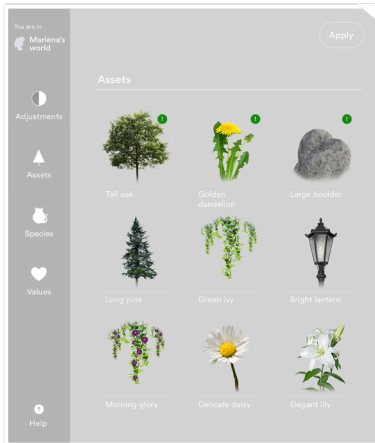 You are in
Marlena's
world
Apply
Adjustments
Assets
Species
Values
Help
?
Assets
!
!
!
Tall oak
Golden
dandelion
Large boulder
Long pine
Green ivy
Bright lantern
Morning glory
Delicate daisy
Elegant lily